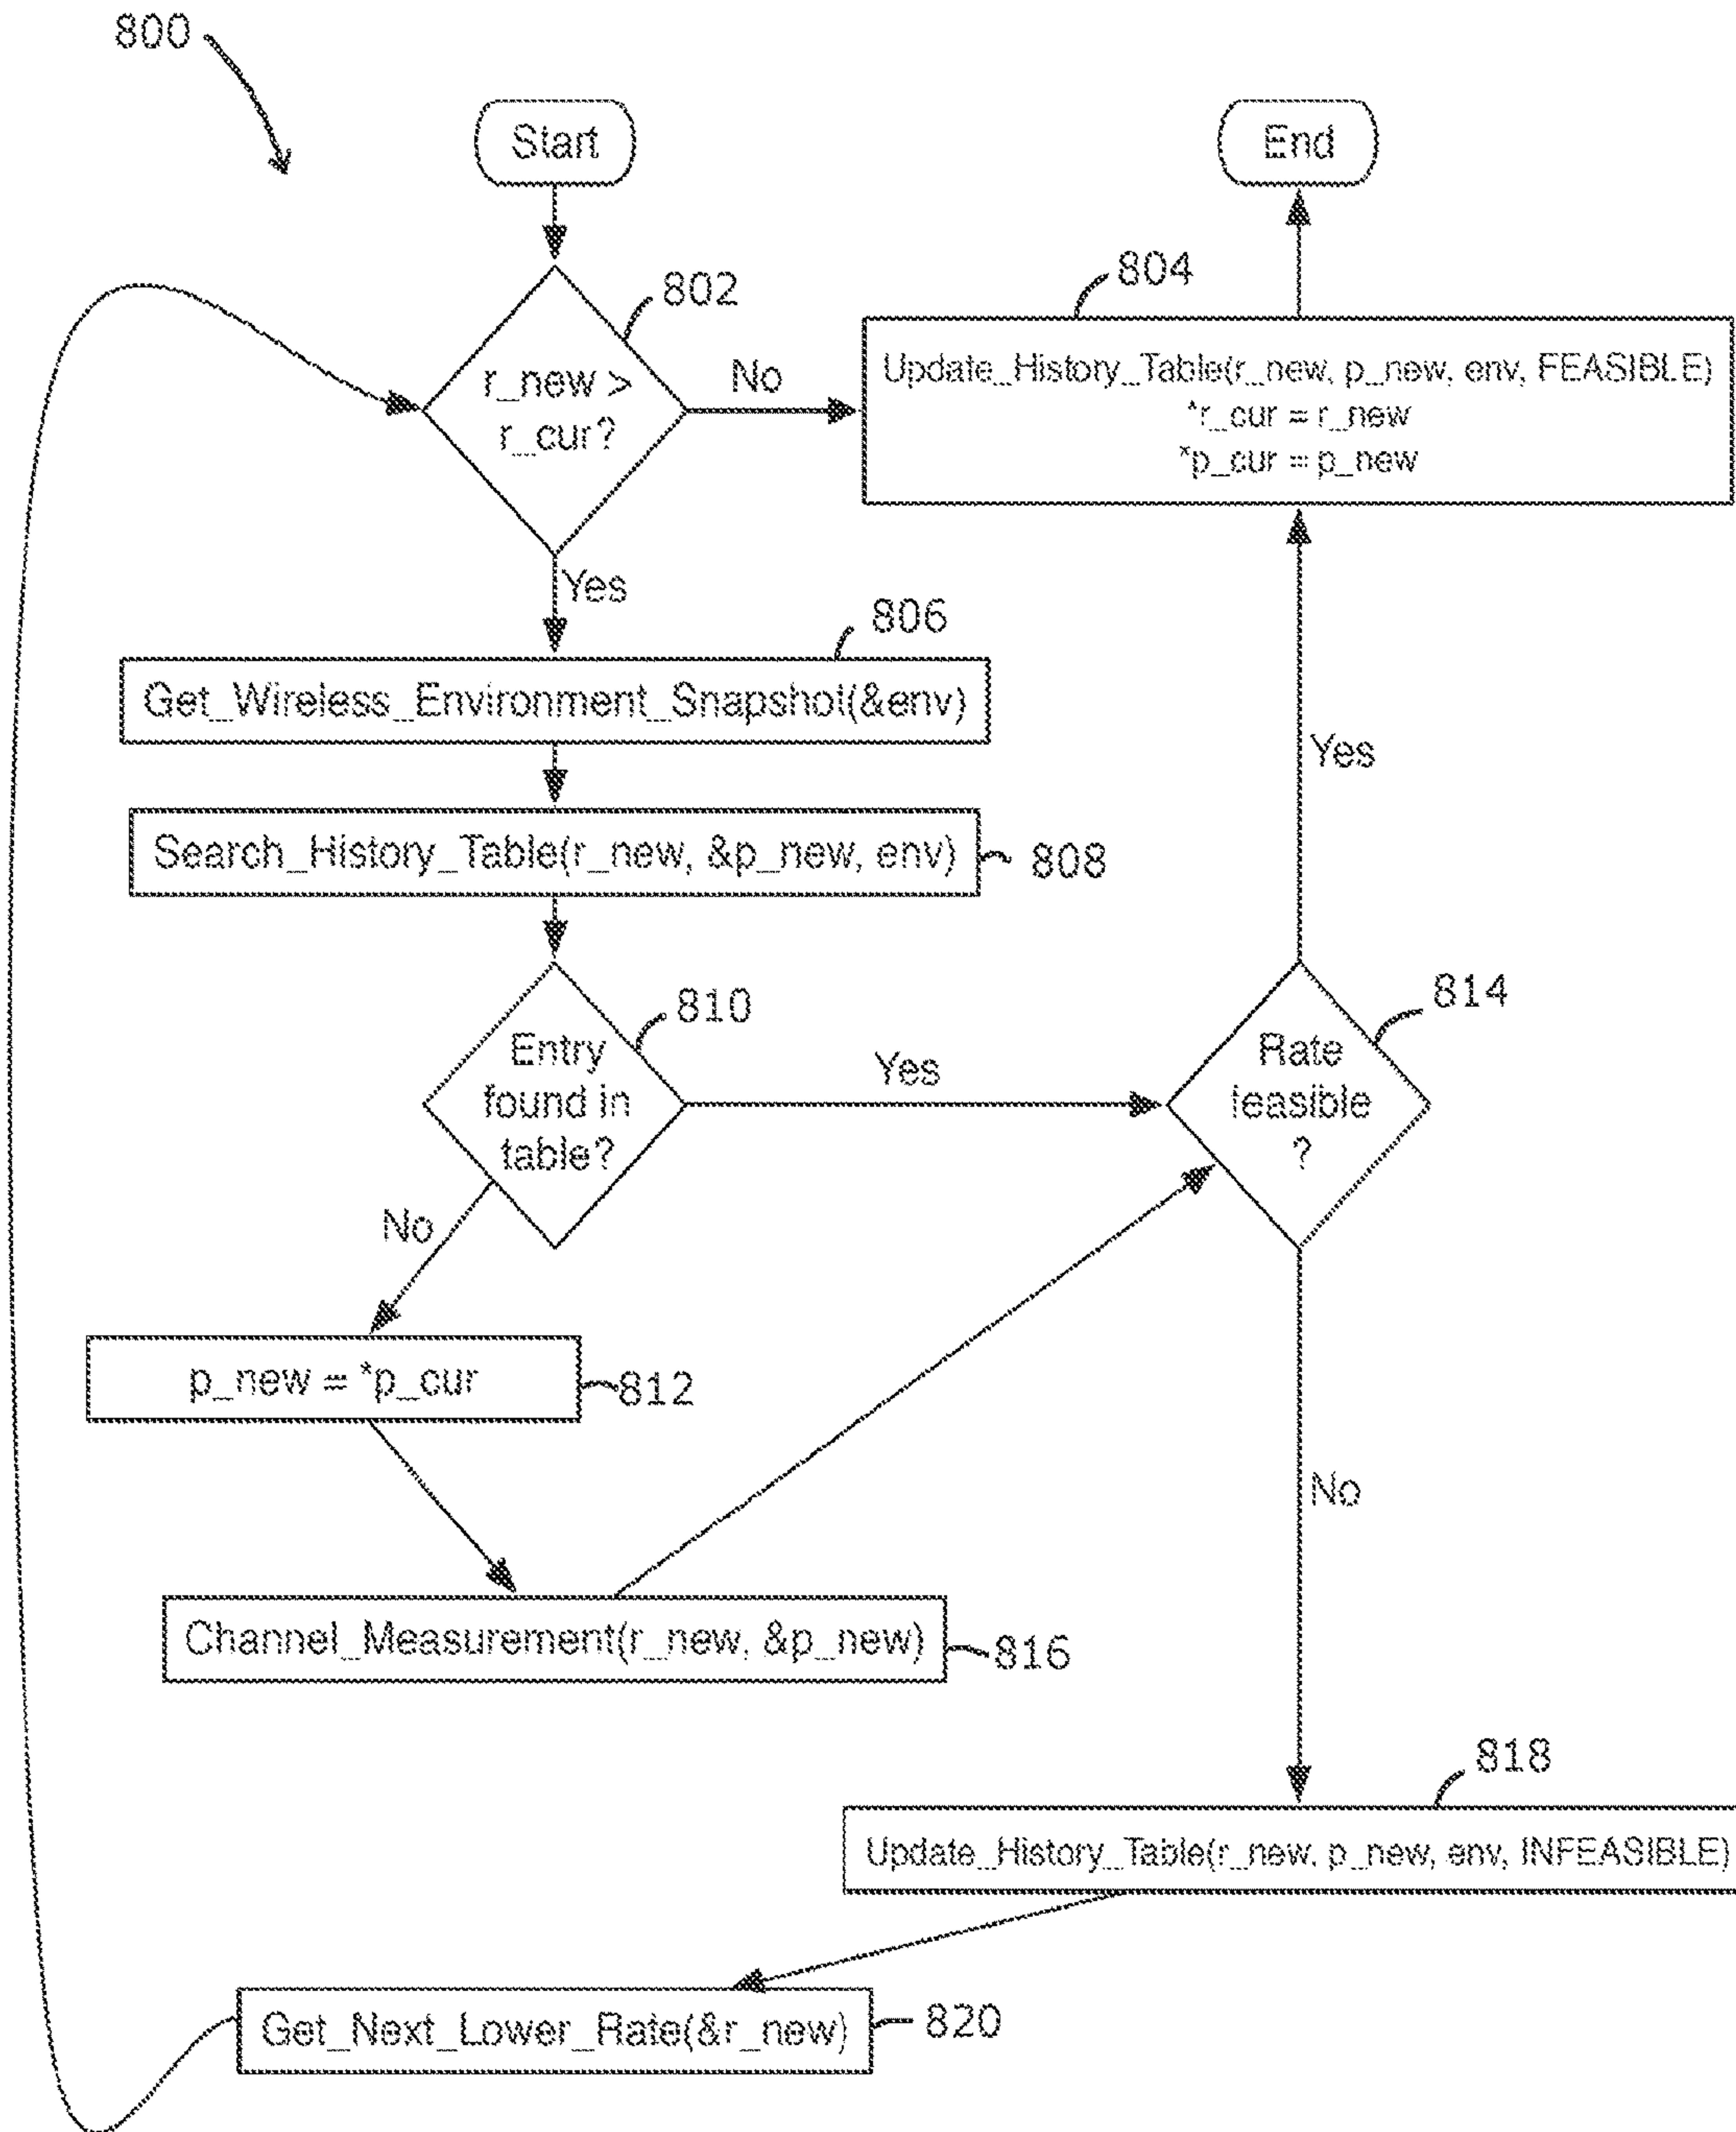 800
Start
End
802
804
r_new >
r_cur?
No
Update_History_Table(r_new, p_new, env, FEASIBLE)
*r_cur = r_new
*p_cur = p_new
Yes
806
Get_Wireless_Environment_Snapshot(&env)
Yes
Search_History_Table(r_new, &p_new, env)
808
810
814
Entry
found in
table?
Yes
Rate
feasible
?
No
p_new = *p_cur
812
No
Channel_Measurement(r_new, &p_new)
816
818
Update_History_Table(r_new, p_new, env, INFEASIBLE)
Get_Next_Lower_Rate(&r_new)
820